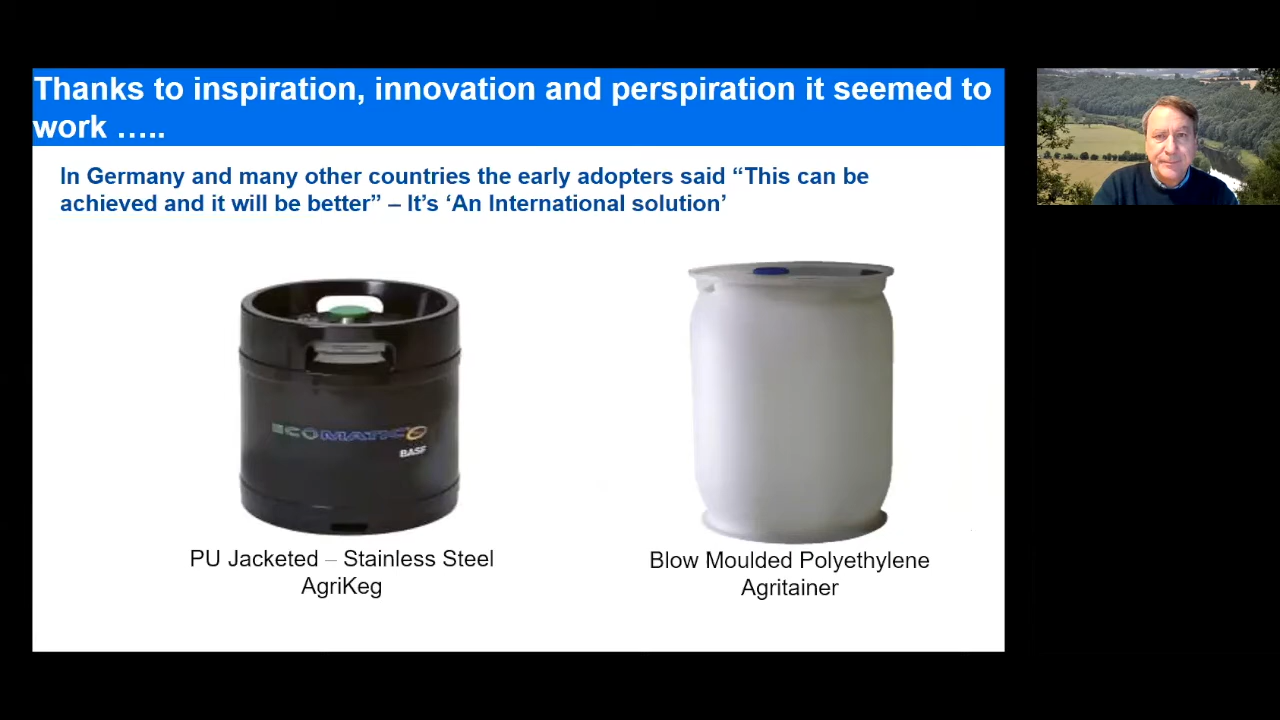 Thanks to inspiration, innovation and perspiration it seemed to
work …..
In Germany and many other countries the early adopters said “This can be
achieved and it will be better” – It’s ‘An International solution’
ECOMATIC
BASF
PU Jacketed – Stainless Steel
AgriKeg
Blow Moulded Polyethylene
Agritainer